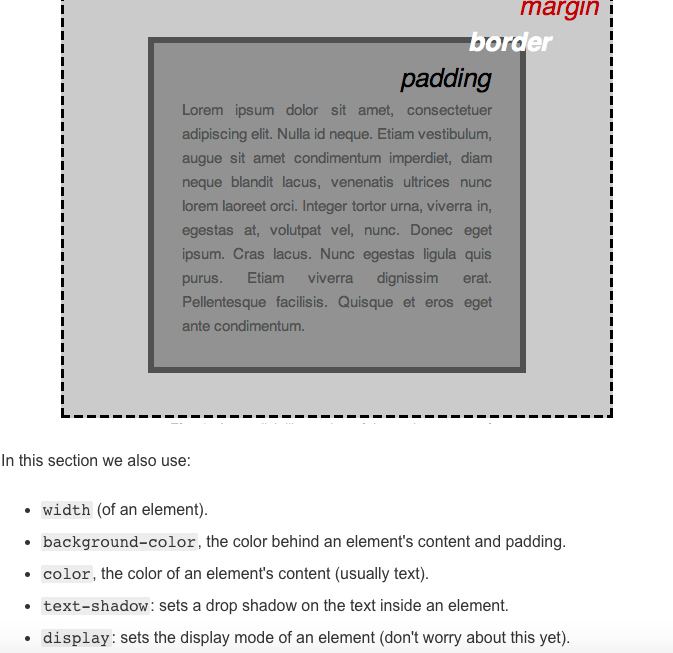 margin
border
padding
Lorem ipsum dolor sit amet, consectetuer
adipiscing elit. Nulla id neque. Etiam vestibulum,
augue sit amet condimentum imperdiet, diam
neque blandit lacus, venenatis ultrices nunc
lorem laoreet orci. Integer tortor urna, viverra in,
egestas at, volutpat vel, nunc. Donec eget
ipsum. Cras lacus. Nunc egestas ligula quis
purus. Etiam viverra dignissim erat.
Pellentesque facilisis. Quisque et eros eget
ante condimentum.
In this section we also use:
• width (of an element).
• background-color, the color behind an element's content and padding.
• color, the color of an element's content (usually text).
• text-shadow: sets a drop shadow on the text inside an element.
• display: sets the display mode of an element (don't worry about this yet).